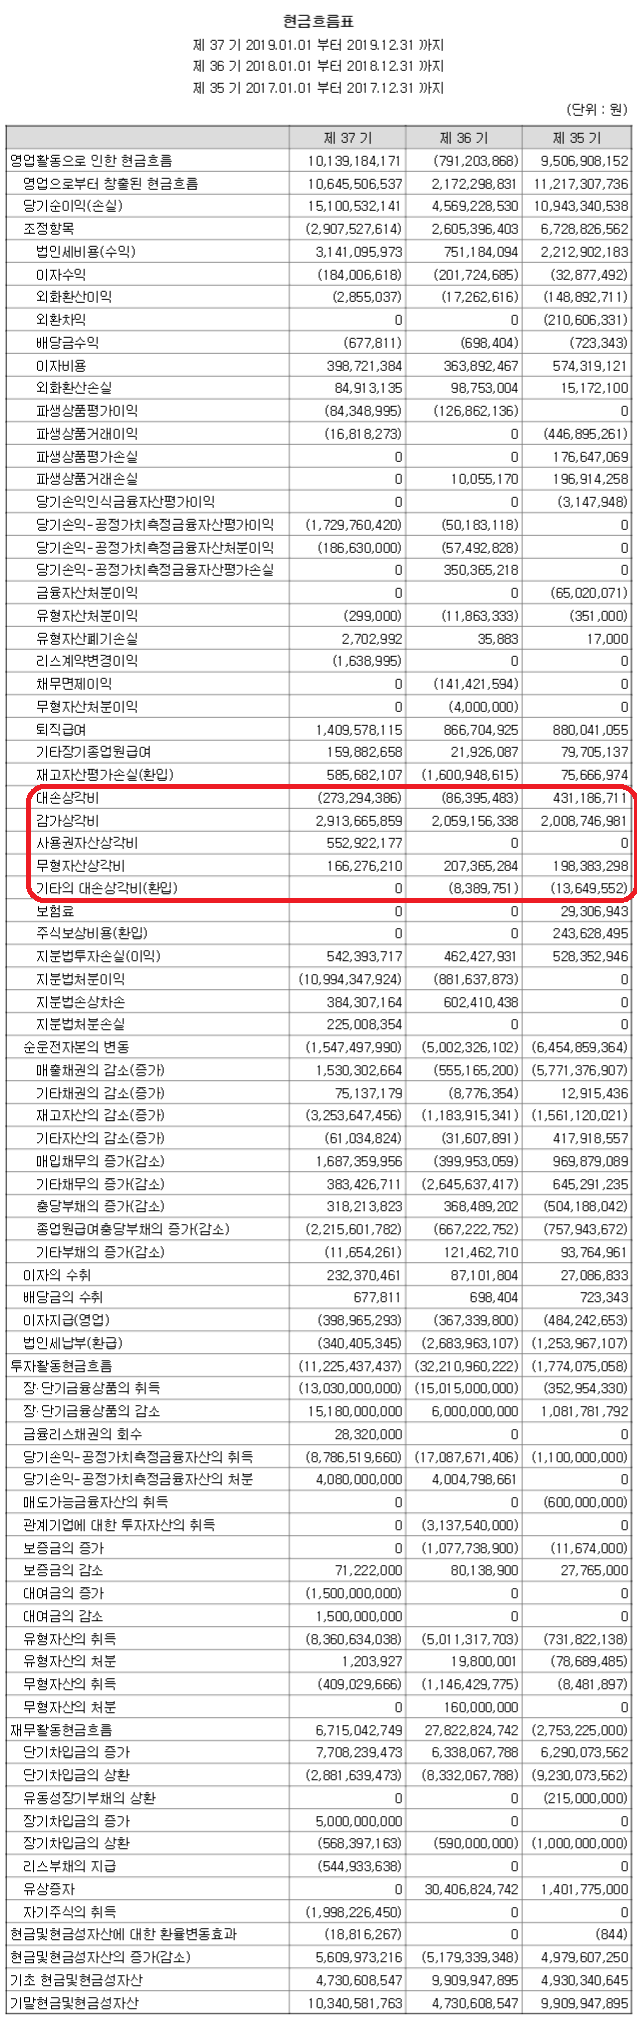 현금흐름표
제 37 기 2019.01.01 부터 2019.12.31 까지
제 36 기 2018.01.01 부터 2018.12.31 까지
제 35 기 2017.01.01 부터 2017.12.31 까지
(단위 : 원)
제 37 기 제 36 기 제 35 기
영업활동으로 인한 현금흐름 10,139,184,171 (791,203,868) 9,506,908,152
영업으로부터 창출된 현금흐름 10,645,506,537 2,172,298,831 11,217,307,736
당기순이익(손실) 15,100,532,141 4,569,228,530 10,943,340,538
조정항목 (2,907,527,614) 2,605,396,403 6,728,826,562
법인세비용(수익) 3,141,095,973 751,184,094 2,212,902,183
이자수익 (184,006,618) (201,724,685) (32,877,492)
외화환산이익 (2,855,037) (17,262,616) (148,892,711)
외환차익 0 0 (210,606,331)
배당금수익 (677,811) (698,404) (723,343)
이자비용 398,721,384 363,892,467 574,319,121
외화환산손실 84,913,135 98,753,004 15,172,100
파생상품평가이익 (84,348,995) (126,862,136) 0
파생상품거래이익 (16,818,273) 0 (446,895,261)
파생상품평가손실 0 0 176,647,069
파생상품거래손실 0 10,055,170 196,914,258
당기손익인식금융자산평가이익 0 0 (3,147,948)
당기손익-공정가치측정금융자산평가이익 (1,729,760,420) (50,183,118) 0
당기손익-공정가치측정금융자산처분이익 (186,630,000) (57,492,828) 0
당기손익-공정가치측정금융자산평가손실 0 350,365,218 0
금융자산처분이익 0 0 (65,020,071)
유형자산처분이익 (299,000) (11,863,333) (351,000)
유형자산폐기손실 2,702,992 35,883 17,000
리스계약변경이익 (1,638,995) 0 0
채무면제이익 0 (141,421,594) 0
무형자산처분이익 0 (4,000,000) 0
퇴직급여 1,409,578,115 866,704,925 880,041,055
기타장기종업원급여 159,882,658 21,926,087 79,705,137
재고자산평가손실(환입) 585,682,107 (1,600,948,615) 75,666,974
대손상각비 (273,294,386) (86,395,483) 431,186,711
감가상각비 2,913,665,859 2,059,156,338 2,008,746,981
사용권자산상각비 552,922,177 0 0
무형자산상각비 166,276,210 207,365,284 198,383,298
기타의 대손상각비(환입) 0 (8,389,751) (13,649,552)
보험료 0 0 29,306,943
주식보상비용(환입) 0 0 243,628,495
지분법투자손실(이익) 542,393,717 462,427,931 528,352,946
지분법처분이익 (10,994,347,924) (881,637,873) 0
지분법손상차손 384,307,164 602,410,438 0
지분법처분손실 225,008,354 0 0
순운전자본의 변동 (1,547,497,990) (5,002,326,102) (6,454,859,364)
매출채권의 감소(증가) 1,530,302,664 (555,165,200) (5,771,376,907)
기타채권의 감소(증가) 75,137,179 (8,776,354) 12,915,436
재고자산의 감소(증가) (3,253,647,456) (1,183,915,341) (1,561,120,021)
기타자산의 감소(증가) (61,034,824) (31,607,891) 417,918,557
매입채무의 증가(감소) 1,687,359,956 (399,953,059) 969,879,089
기타채무의 증가(감소) 383,426,711 (2,645,637,417) 645,291,235
충당부채의 증가(감소) 318,213,823 368,489,202 (504,188,042)
종업원급여충당부채의 증가(감소) (2,215,601,782) (667,222,752) (757,943,672)
기타부채의 증가(감소) (11,654,261) 121,462,710 93,764,961
이자의 수취 232,370,461 87,101,804 27,086,833
배당금의 수취 677,811 698,404 723,343
이자지급(영업) (398,965,293) (367,339,800) (484,242,653)
법인세납부(환급) (340,405,345) (2,683,963,107) (1,253,967,107)
투자활동현금흐름 (11,225,437,437) (32,210,960,222) (1,774,075,058)
장·단기금융상품의 취득 (13,030,000,000) (15,015,000,000) (352,954,330)
장·단기금융상품의 감소 15,180,000,000 6,000,000,000 1,081,781,792
금융리스채권의 회수 28,320,000 0 0
당기손익-공정가치측정금융자산의 취득 (8,786,519,660) (17,087,671,406) (1,100,000,000)
당기손익-공정가치측정금융자산의 처분 4,080,000,000 4,004,798,661 0
매도가능금융자산의 취득 0 0 (600,000,000)
관계기업에 대한 투자자산의 취득 0 (3,137,540,000) 0
보증금의 증가 0 (1,077,738,900) (11,674,000)
보증금의 감소 71,222,000 80,138,900 27,765,000
대여금의 증가 (1,500,000,000) 0 0
대여금의 감소 1,500,000,000 0 0
유형자산의 취득 (8,360,634,038) (5,011,317,703) (731,822,138)
유형자산의 처분 1,203,927 19,800,001 (78,689,485)
무형자산의 취득 (409,029,666) (1,146,429,775) (8,481,897)
무형자산의 처분 0 160,000,000 0
재무활동현금흐름 6,715,042,749 27,822,824,742 (2,753,225,000)
단기차입금의 증가 7,708,239,473 6,338,067,788 6,290,073,562
단기차입금의 상환 (2,881,639,473) (8,332,067,788) (9,230,073,562)
유동성장기부채의 상환 0 0 (215,000,000)
장기차입금의 증가 5,000,000,000 0 0
장기차입금의 상환 (568,397,163) (590,000,000) (1,000,000,000)
리스부채의 지급 (544,933,638) 0 0
유상증자 0 30,406,824,742 1,401,775,000
자기주식의 취득 (1,998,226,450) 0 0
현금및현금성자산에 대한 환율변동효과 (18,816,267) 0 (844)
현금및현금성자산의 증가(감소) 5,609,973,216 (5,179,339,348) 4,979,607,250
기초 현금및현금성자산 4,730,608,547 9,909,947,895 4,930,340,645
기말현금및현금성자산 10,340,581,763 4,730,608,547 9,909,947,895